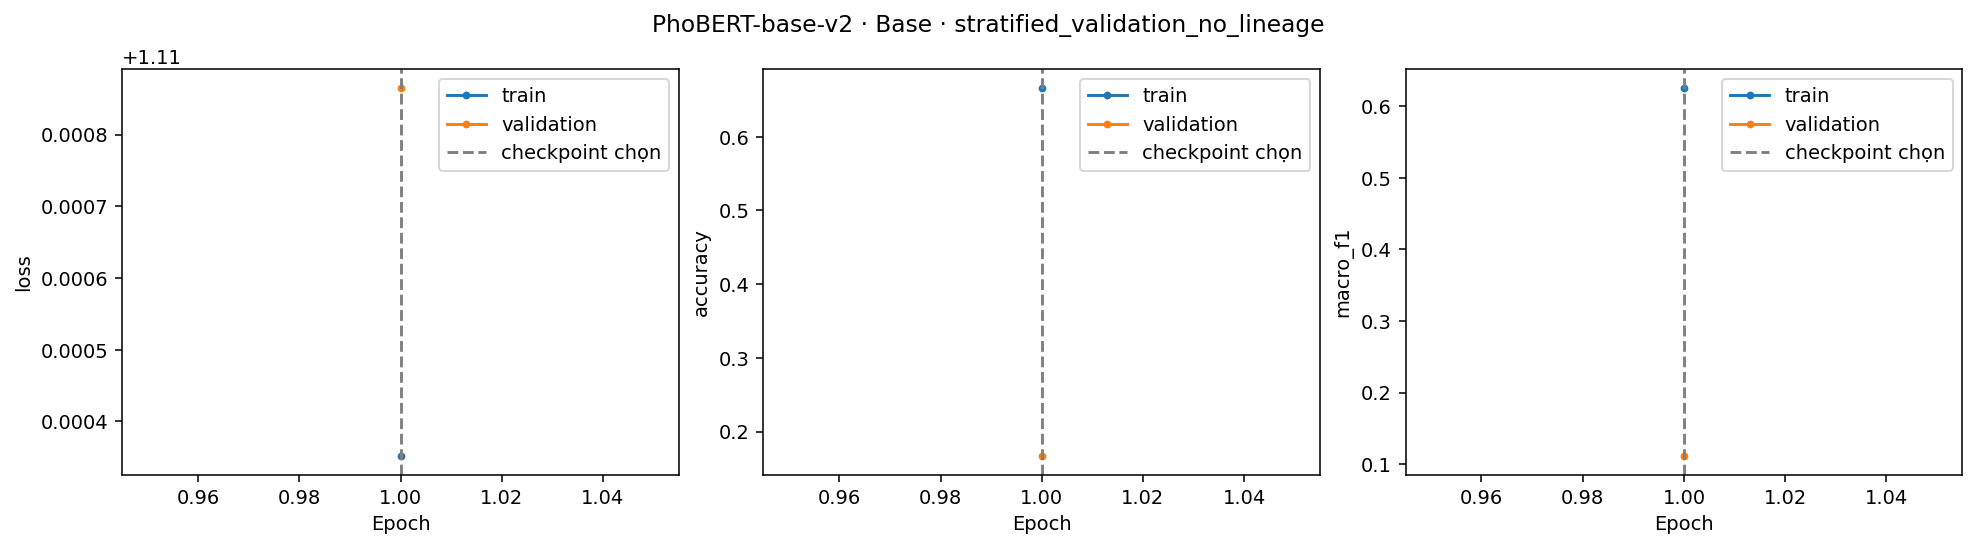 PhoBERT-base-v2 · Base · stratified_validation_no_lineage
+1.11
train
validation
checkpoint chọn
loss
0.0008
0.0007
0.0006
0.0005
0.0004
0.96 0.98 1.00 1.02 1.04
Epoch
train
validation
checkpoint chọn
accuracy
0.6
0.5
0.4
0.3
0.2
0.96 0.98 1.00 1.02 1.04
Epoch
train
validation
checkpoint chọn
macro_f1
0.6
0.5
0.4
0.3
0.2
0.1
0.96 0.98 1.00 1.02 1.04
Epoch